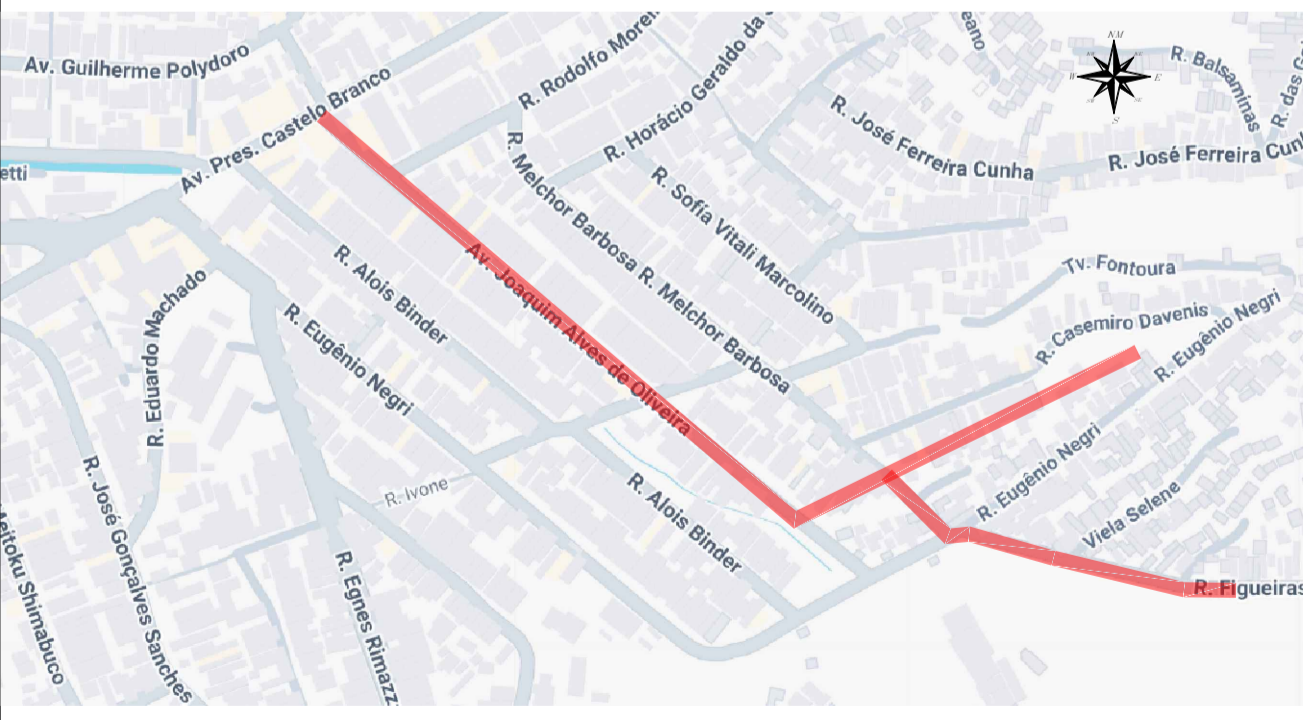 NM
W
E
S
eano
R. Balsaminas
R. das G
Av. Guilherme Polydoro
Av. Pres. Castelo Branco
R. Rodolfo Morei
R. Horácio Geraldo da
R. José Ferreira Cunha
R. José Ferreira Cun
etti
R. Melchor Barbosa
R. Sofia Vitali Marcolino
R. Melchor Barbosa
Av. Joaquim Alves de Oliveira
R. Alois Binder
R. Eugênio Negri
R. Eduardo Machado
Tv. Fontoura
R. Casemiro Davenis
R. Eugênio Negri
R. Eugênio Negri
Viela Selene
R. Figueiras
R. Ivone
R. Alois Binder
R. José Gonçalves Sanches
eitoku Shimabuco
R. Egnes Rimazz